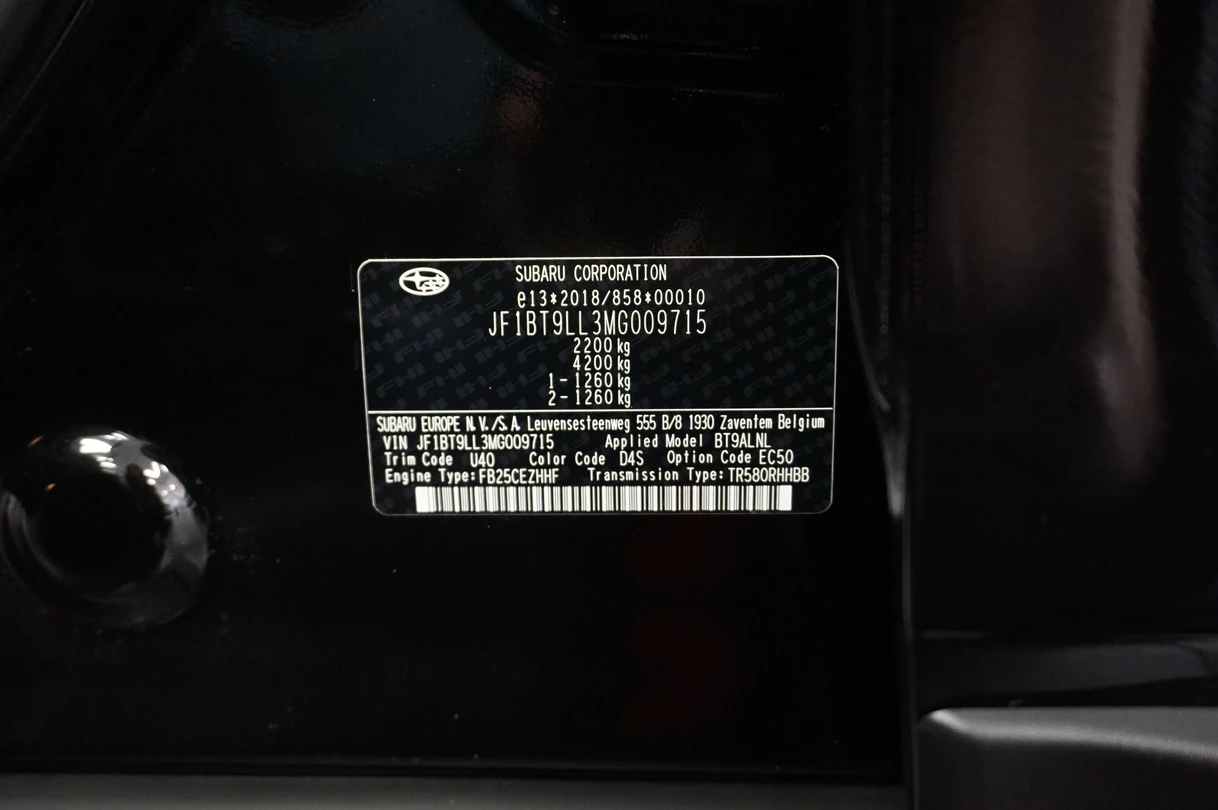 SUBARU CORPORATION
e13*2018/858*00010
JF1BT9LL3MG009715
2200 kg
4200 kg
1 - 1260 kg
2 - 1260 kg
SUBARU EUROPE N.V./S.A. Leuvensesteenweg 555 B/8 1930 Zaventem Belgium
VIN JF1BT9LL3MG009715 Applied Model BT9ALNL
Trim Code U40 Color Code D4S Option Code EC50
Engine Type:FB25CEZHHF Transmission Type:TR580RHHBB